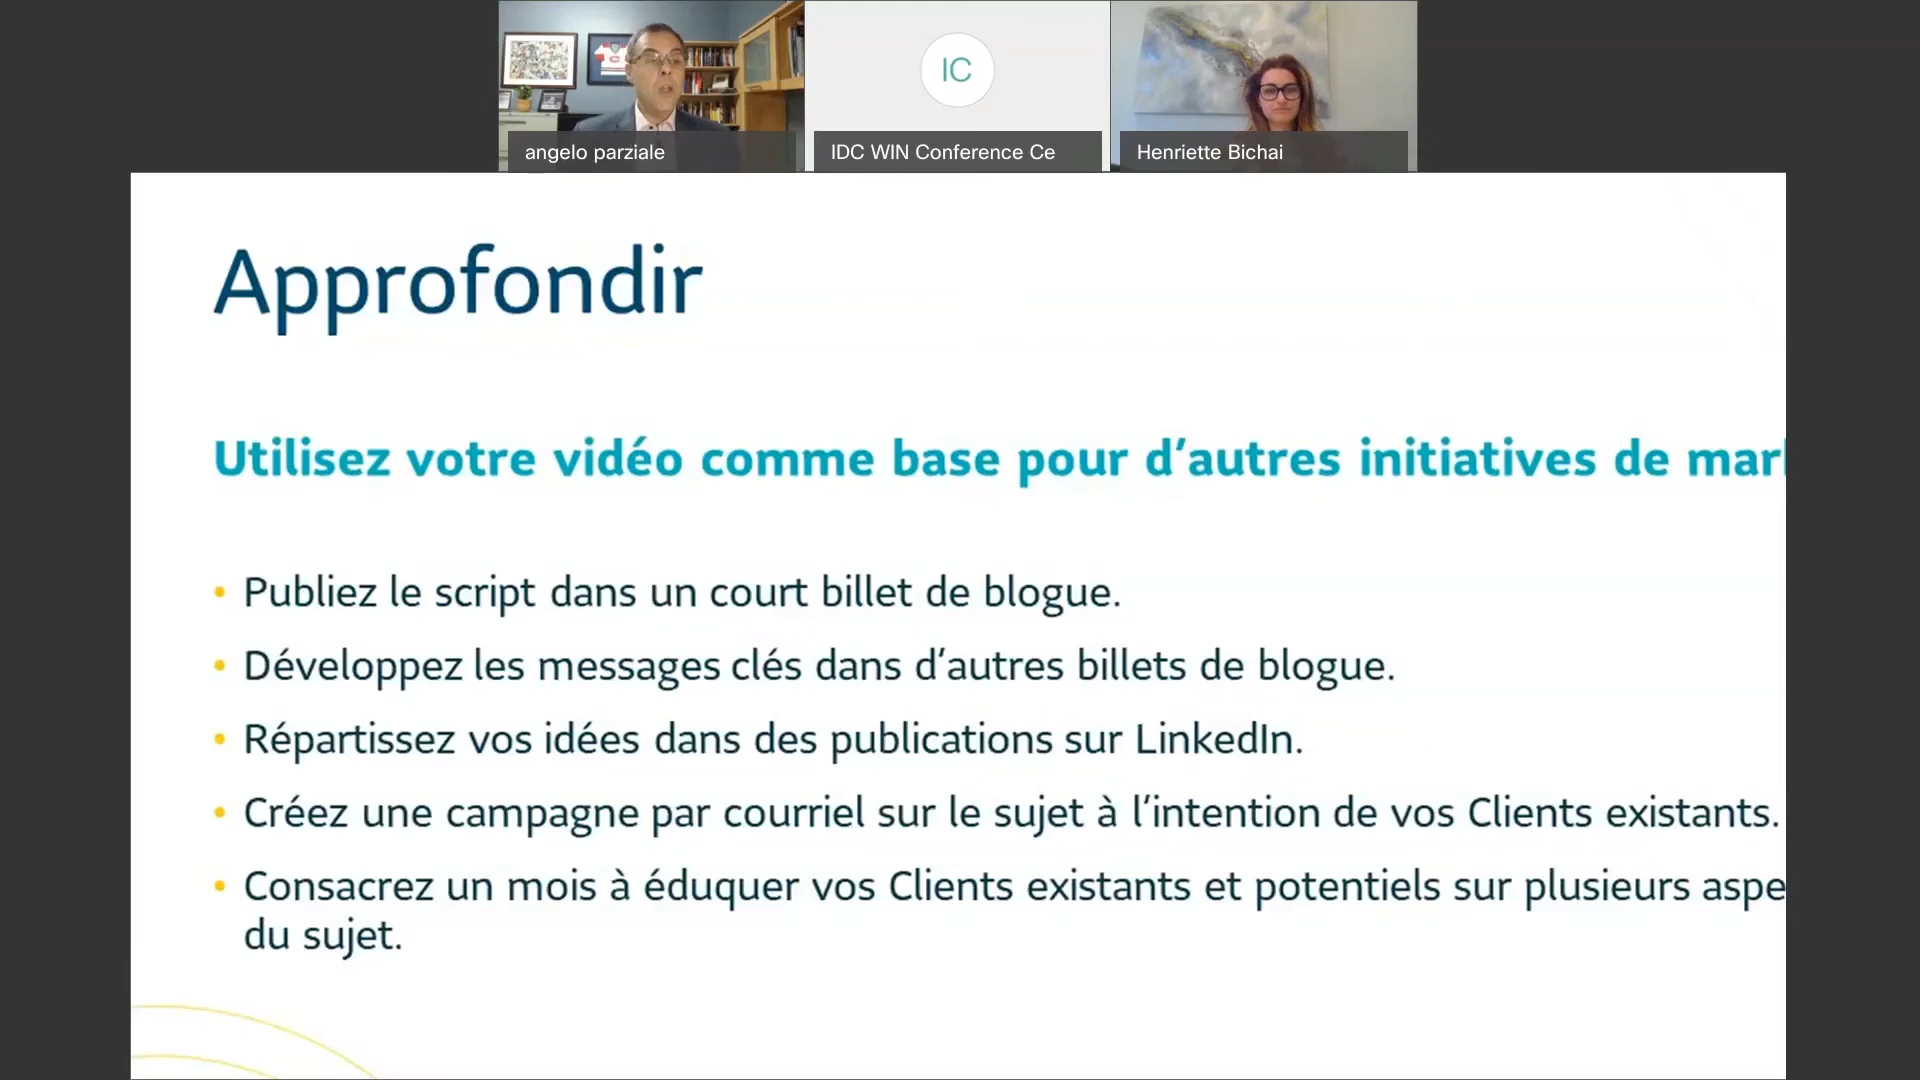 IC
angelo parziale
IDC WIN Conference Ce
Henriette Bichai
Approfondir
Utilisez votre vidéo comme base pour d’autres initiatives de
• Publiez le script dans un court billet de blogue.
• Développez les messages clés dans d’autres billets de blogue.
• Répartissez vos idées dans des publications sur LinkedIn.
• Créez une campagne par courriel sur le sujet à l’intention de vos Clients existants.
• Consacrez un mois à éduquer vos Clients existants et potentiels sur plusieurs aspe
du sujet.